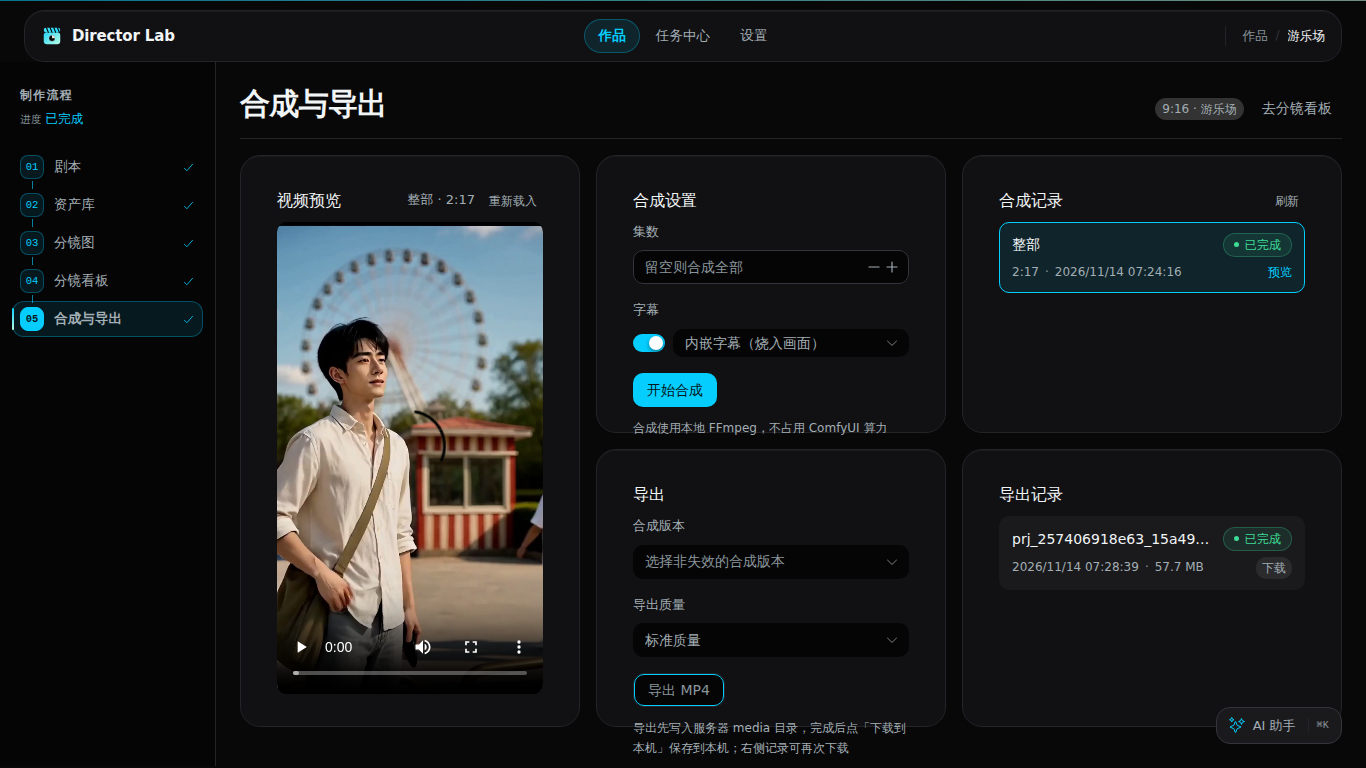 Director Lab
作品
任务中心
设置
作品 / 游乐场
制作流程
进度 已完成
01 剧本
02 资产库
03 分镜图
04 分镜看板
05 合成与导出
合成与导出
9:16 · 游乐场
去分镜看板
视频预览
整部 · 2:17
重新载入
0:00
合成设置
集数
留空则合成全部
字幕
内嵌字幕（烧入画面）
开始合成
合成使用本地 FFmpeg，不占用 ComfyUI 算力
合成记录
刷新
整部
已完成
2:17 · 2026/11/14 07:24:16
预览
导出
合成版本
选择非失效的合成版本
导出质量
标准质量
导出 MP4
导出先写入服务器 media 目录，完成后点「下载到
本机」保存到本机；右侧记录可再次下载
导出记录
prj_257406918e63_15a49...
已完成
2026/11/14 07:28:39 · 57.7 MB
下载
AI 助手
⌘K